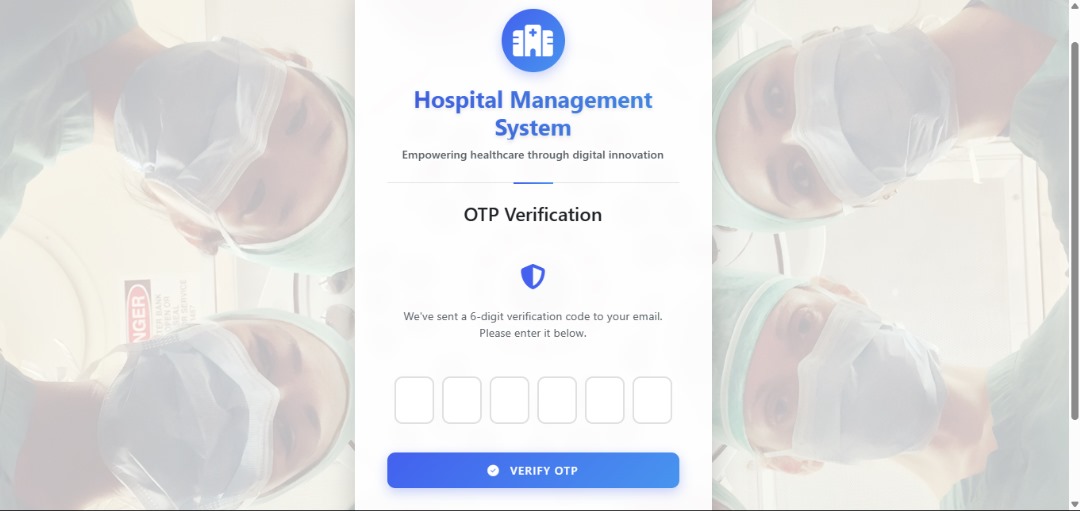 Hospital Management
System
Empowering healthcare through digital innovation
OTP Verification
We've sent a 6-digit verification code to your email.
Please enter it below.
VERIFY OTP